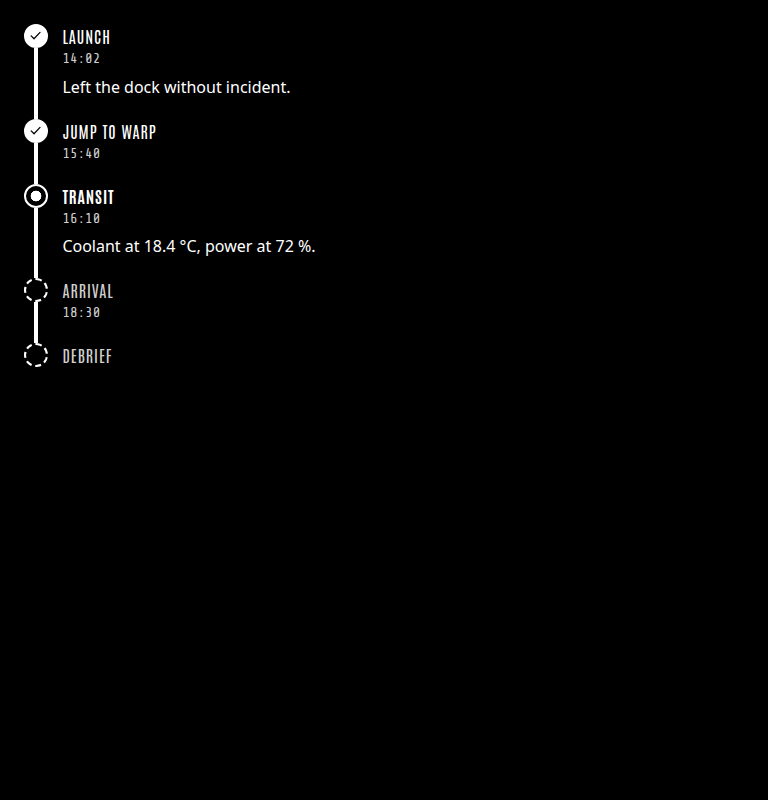 LAUNCH
14:02
Left the dock without incident.
JUMP TO WARP
15:40
TRANSIT
16:10
Coolant at 18.4 °C, power at 72 %.
ARRIVAL
18:30
DEBRIEF